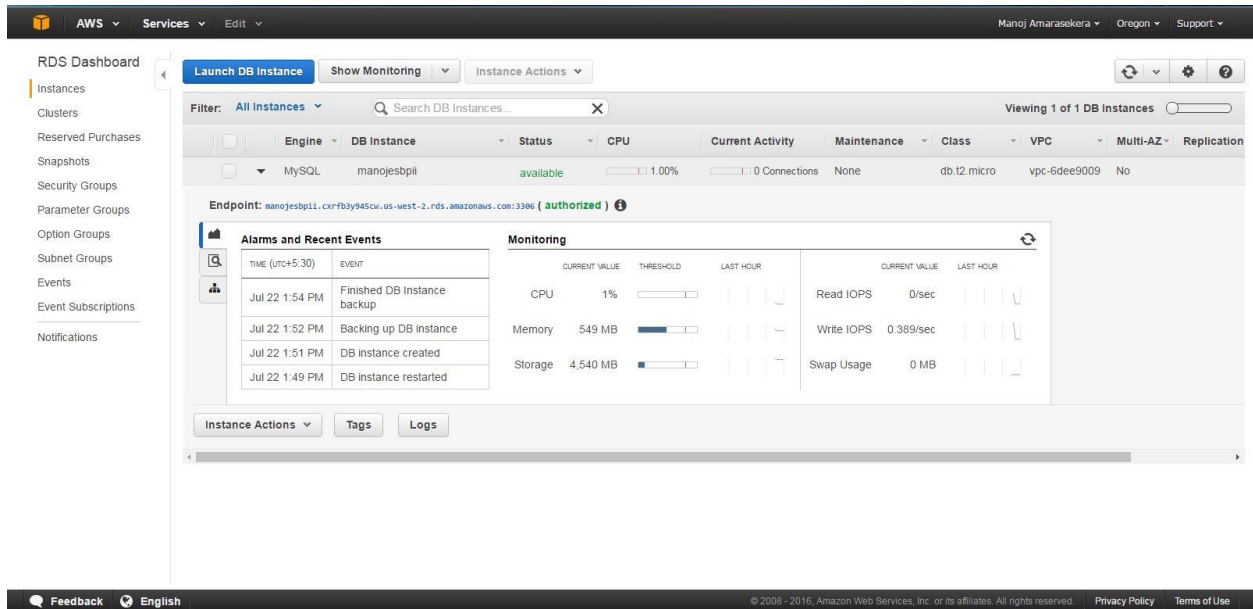 AWS Services Edit Manoj Amarasekera Oregon Support
RDS Dashboard
Instances
Clusters
Reserved Purchases
Snapshots
Security Groups
Parameter Groups
Option Groups
Subnet Groups
Events
Event Subscriptions
Notifications
Launch DB Instance Show Monitoring Instance Actions
Filter: All Instances Search DB Instances... X Viewing 1 of 1 DB Instances
Engine DB Instance Status CPU Current Activity Maintenance Class VPC Multi-AZ Replication
MySQL manojesbpii available 1.00% 0 Connections None db.t2.micro vpc-6dee9009 No
Endpoint: manojesbpii.cxrfb3y945cw.us-west-2.rds.amazonaws.com:3306 ( authorized )
Alarms and Recent Events
TIME (UTC+5:30) EVENT
Jul 22 1:54 PM Finished DB Instance
backup
Jul 22 1:52 PM Backing up DB instance
Jul 22 1:51 PM DB instance created
Jul 22 1:49 PM DB instance restarted
Monitoring
CURRENT VALUE THRESHOLD LAST HOUR CURRENT VALUE LAST HOUR
CPU 1% Read IOPS 0/sec
Memory 549 MB Write IOPS 0.389/sec
Storage 4,540 MB Swap Usage 0 MB
Instance Actions Tags Logs
Feedback English © 2008 - 2016, Amazon Web Services, Inc. or its affiliates. All rights reserved. Privacy Policy Terms of Use